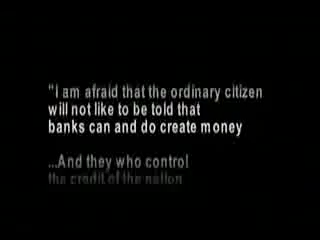 "I am afraid that the ordinary citizen
will not like to be told that
banks can and do create money
...And they who control
the credit of the nation